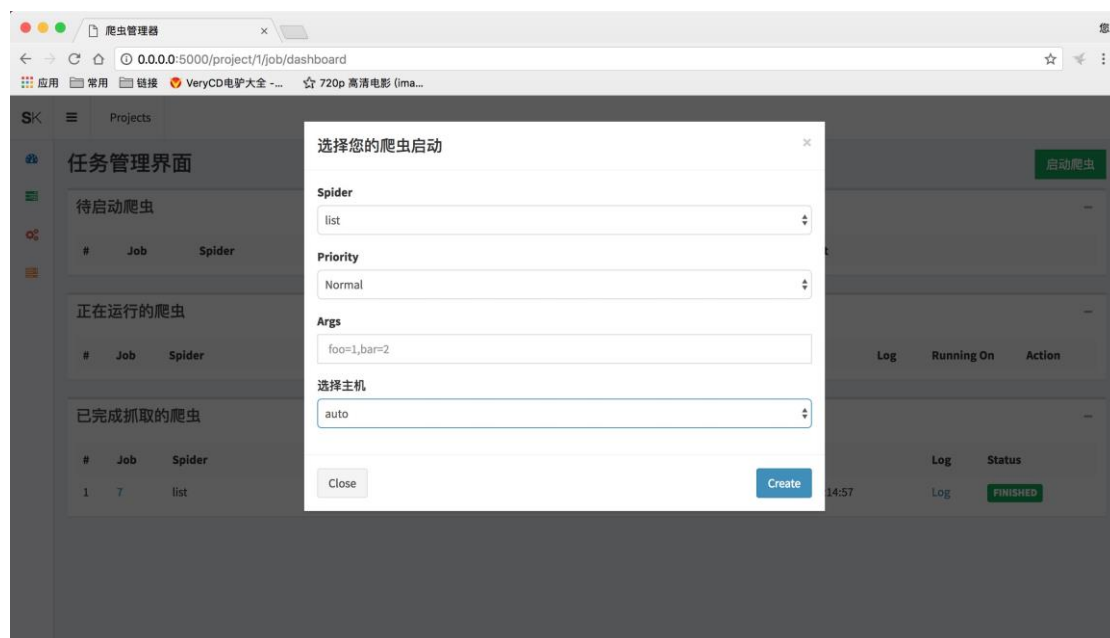 爬虫管理器
您
0.0.0.0:5000/project/1/job/dashboard
应用 常用 链接 VeryCD电驴大全 -... 720p 高清电影 (ima...
SK Projects
任务管理界面
启动爬虫
待启动爬虫
# Job Spider
正在运行的爬虫
# Job Spider Log Running On Action
已完成抓取的爬虫
# Job Spider Log Status
1 7 list 14:57 Log FINISHED
选择您的爬虫启动
Spider
list
Priority
Normal
Args
foo=1,bar=2
选择主机
auto
Close Create